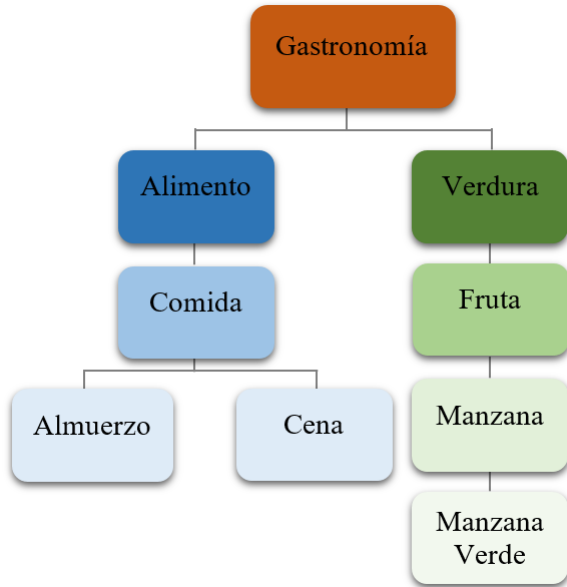 Gastronomía
Alimento
Verdura
Comida
Fruta
Almuerzo
Cena
Manzana
Manzana
Verde